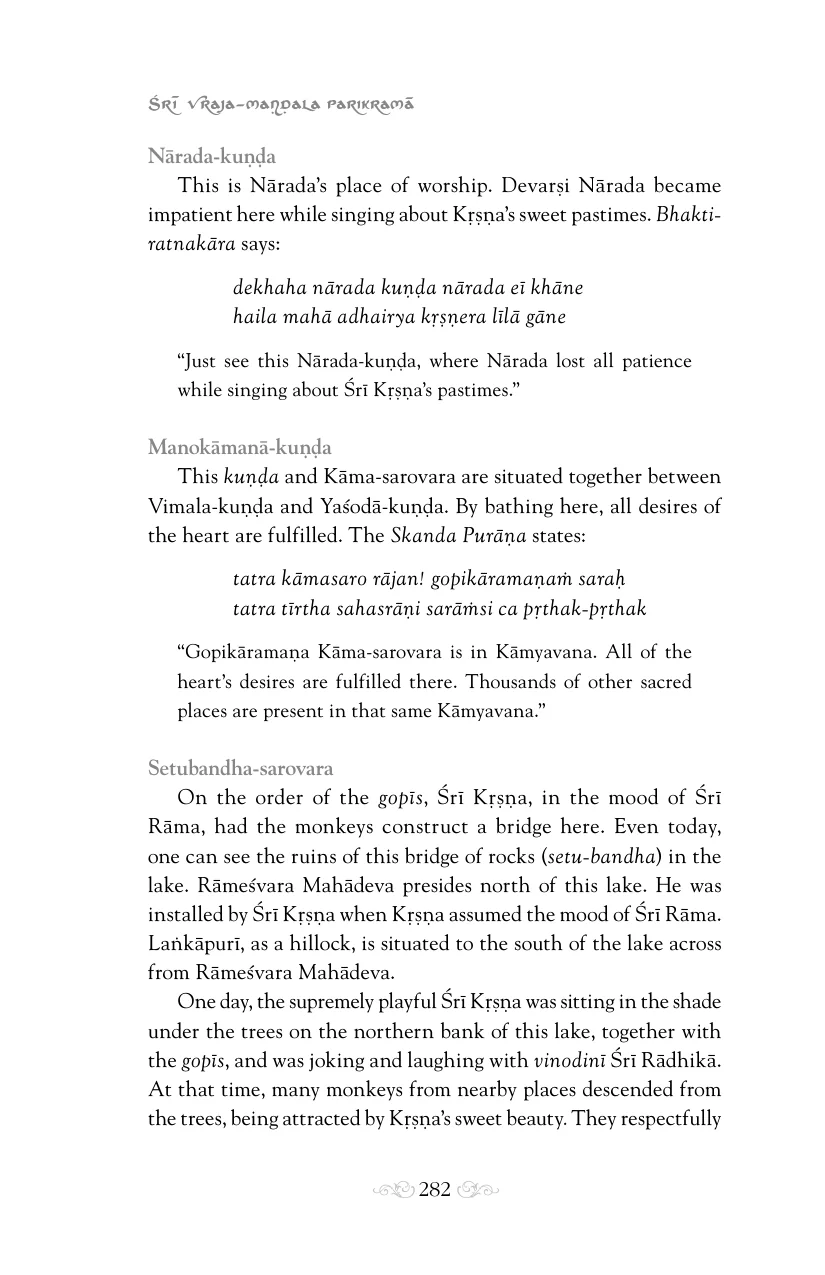 Śrī Vraja-maṇḍala Parikramā
Nārada-kuṇḍa
This is Nārada’s place of worship. Devarṣi Nārada became
impatient here while singing about Kṛṣṇa’s sweet pastimes. Bhakti-
ratnakāra says:
dekhaha nārada kuṇḍa nārada eī khāne
haila mahā adhairya kṛṣṇera līlā gāne
“Just see this Nārada-kuṇḍa, where Nārada lost all patience
while singing about Śrī Kṛṣṇa’s pastimes.”
Manokāmanā-kuṇḍa
This kuṇḍa and Kāma-sarovara are situated together between
Vimala-kuṇḍa and Yaśodā-kuṇḍa. By bathing here, all desires of
the heart are fulfilled. The Skanda Purāṇa states:
tatra kāmasaro rājan! gopikāramaṇaṁ saraḥ
tatra tīrtha sahasrāṇi sarāṁsi ca pṛthak-pṛthak
“Gopikāramaṇa Kāma-sarovara is in Kāmyavana. All of the
heart’s desires are fulfilled there. Thousands of other sacred
places are present in that same Kāmyavana.”
Setubandha-sarovara
On the order of the gopīs, Śrī Kṛṣṇa, in the mood of Śrī
Rāma, had the monkeys construct a bridge here. Even today,
one can see the ruins of this bridge of rocks (setu-bandha) in the
lake. Rāmeśvara Mahādeva presides north of this lake. He was
installed by Śrī Kṛṣṇa when Kṛṣṇa assumed the mood of Śrī Rāma.
Laṅkāpurī, as a hillock, is situated to the south of the lake across
from Rāmeśvara Mahādeva.
One day, the supremely playful Śrī Kṛṣṇa was sitting in the shade
under the trees on the northern bank of this lake, together with
the gopīs, and was joking and laughing with vinodinī Śrī Rādhikā.
At that time, many monkeys from nearby places descended from
the trees, being attracted by Kṛṣṇa’s sweet beauty. They respectfully
282